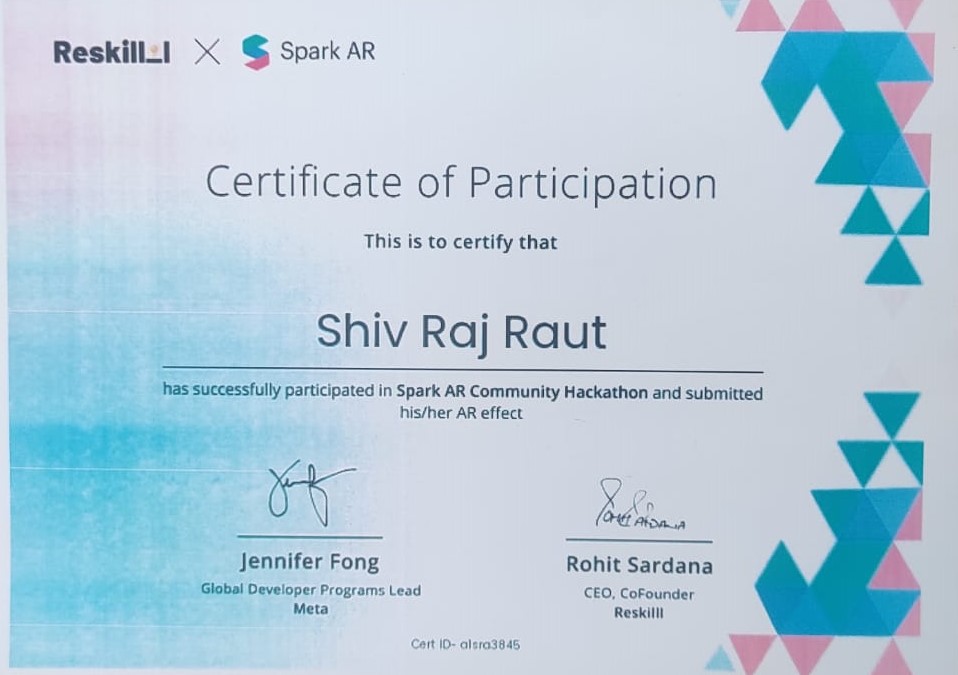 Reskilll X Spark AR
Certificate of Participation
This is to certify that
Shiv Raj Raut
has successfully participated in Spark AR Community Hackathon and submitted
his/her AR effect
Jennifer Fong
Global Developer Programs Lead
Meta
Rohit Sardana
CEO, CoFounder
Reskilll
Cert ID- alsra3845